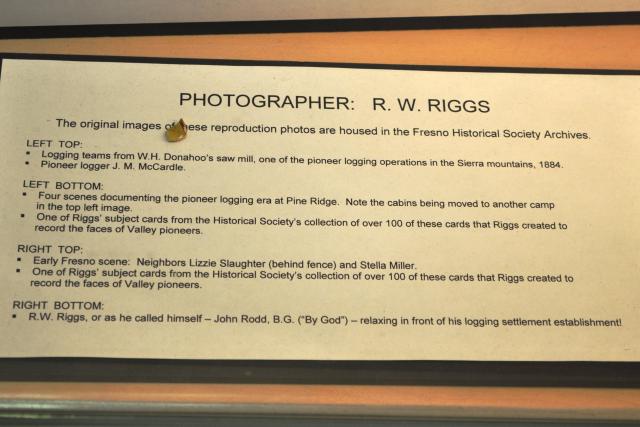 PHOTOGRAPHER: R. W. RIGGS
The original images of these reproduction photos are housed in the Fresno Historical Society Archives.
LEFT TOP:
▪ Logging teams from W.H. Donahoo's saw mill, one of the pioneer logging operations in the Sierra mountains, 1884.
▪ Pioneer logger J. M. McCardle.
LEFT BOTTOM:
▪ Four scenes documenting the pioneer logging era at Pine Ridge. Note the cabins being moved to another camp
in the top left image.
▪ One of Riggs' subject cards from the Historical Society's collection of over 100 of these cards that Riggs created to
record the faces of Valley pioneers.
RIGHT TOP:
▪ Early Fresno scene: Neighbors Lizzie Slaughter (behind fence) and Stella Miller.
▪ One of Riggs' subject cards from the Historical Society's collection of over 100 of these cards that Riggs created to
record the faces of Valley pioneers.
RIGHT BOTTOM:
▪ R.W. Riggs, or as he called himself – John Rodd, B.G. ("By God") – relaxing in front of his logging settlement establishment!